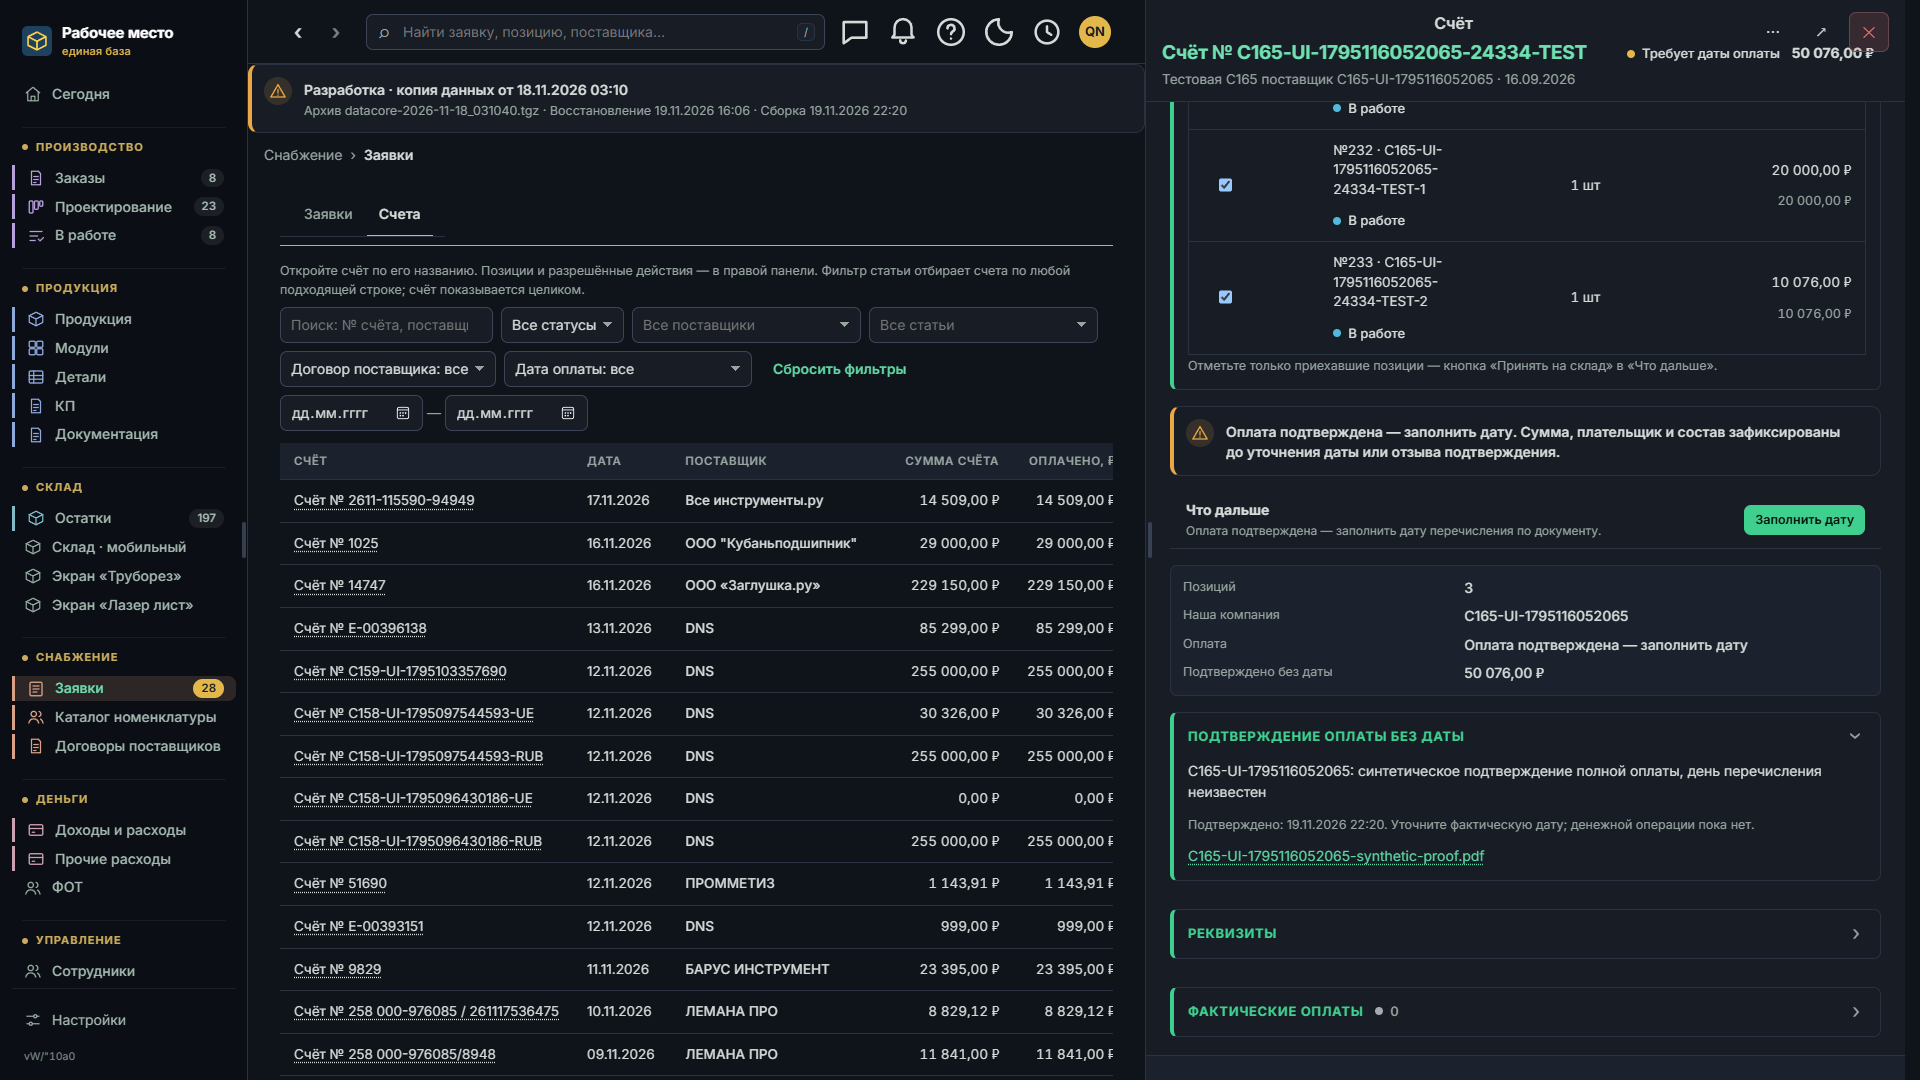 Рабочее место
единая база
Сегодня
ПРОИЗВОДСТВО
Заказы 8
Проектирование 23
В работе 8
ПРОДУКЦИЯ
Продукция
Модули
Детали
КП
Документация
СКЛАД
Остатки 197
Склад · мобильный
Экран «Труборез»
Экран «Лазер лист»
СНАБЖЕНИЕ
Заявки 28
Каталог номенклатуры
Договоры поставщиков
ДЕНЬГИ
Доходы и расходы
Прочие расходы
ФОТ
УПРАВЛЕНИЕ
Сотрудники
Настройки
vW/"10a0
Найти заявку, позицию, поставщика... /
QN
Разработка · копия данных от 18.11.2026 03:10
Архив datacore-2026-11-18_031040.tgz · Восстановление 19.11.2026 16:06 · Сборка 19.11.2026 22:20
Снабжение › Заявки
Заявки Счета
Откройте счёт по его названию. Позиции и разрешённые действия — в правой панели. Фильтр статьи отбирает счета по любой
подходящей строке; счёт показывается целиком.
Поиск: № счёта, поставщи Все статусы Все поставщики Все статьи
Договор поставщика: все Дата оплаты: все Сбросить фильтры
дд.мм.гггг — дд.мм.гггг
СЧЁТ ДАТА ПОСТАВЩИК СУММА СЧЁТА ОПЛАЧЕНО, ₽
Счёт № 2611-115590-94949 17.11.2026 Все инструменты.ру 14 509,00 ₽ 14 509,00 ₽
Счёт № 1025 16.11.2026 ООО "Кубаньподшипник" 29 000,00 ₽ 29 000,00 ₽
Счёт № 14747 16.11.2026 ООО «Заглушка.ру» 229 150,00 ₽ 229 150,00 ₽
Счёт № Е-00396138 13.11.2026 DNS 85 299,00 ₽ 85 299,00 ₽
Счёт № C159-UI-1795103357690 12.11.2026 DNS 255 000,00 ₽ 255 000,00 ₽
Счёт № C158-UI-1795097544593-UE 12.11.2026 DNS 30 326,00 ₽ 30 326,00 ₽
Счёт № C158-UI-1795097544593-RUB 12.11.2026 DNS 255 000,00 ₽ 255 000,00 ₽
Счёт № C158-UI-1795096430186-UE 12.11.2026 DNS 0,00 ₽ 0,00 ₽
Счёт № C158-UI-1795096430186-RUB 12.11.2026 DNS 255 000,00 ₽ 255 000,00 ₽
Счёт № 51690 12.11.2026 ПРОММЕТИЗ 1 143,91 ₽ 1 143,91 ₽
Счёт № Е-00393151 12.11.2026 DNS 999,00 ₽ 999,00 ₽
Счёт № 9829 11.11.2026 БАРУС ИНСТРУМЕНТ 23 395,00 ₽ 23 395,00 ₽
Счёт № 258 000-976085 / 261117536475 10.11.2026 ЛЕМАНА ПРО 8 829,12 ₽ 8 829,12 ₽
Счёт № 258 000-976085/8948 09.11.2026 ЛЕМАНА ПРО 11 841,00 ₽ 11 841,00 ₽
Счёт
Счёт № C165-UI-1795116052065-24334-TEST Требует даты оплаты 50 076,00 ₽
Тестовая C165 поставщик C165-UI-1795116052065 · 16.09.2026
В работе
№232 · C165-UI-
1795116052065-
24334-TEST-1
1 шт
20 000,00 ₽
20 000,00 ₽
В работе
№233 · C165-UI-
1795116052065-
24334-TEST-2
1 шт
10 076,00 ₽
10 076,00 ₽
В работе
Отметьте только приехавшие позиции — кнопка «Принять на склад» в «Что дальше».
Оплата подтверждена — заполнить дату. Сумма, плательщик и состав зафиксированы
до уточнения даты или отзыва подтверждения.
Что дальше
Оплата подтверждена — заполнить дату перечисления по документу.
Заполнить дату
Позиций 3
Наша компания C165-UI-1795116052065
Оплата Оплата подтверждена — заполнить дату
Подтверждено без даты 50 076,00 ₽
ПОДТВЕРЖДЕНИЕ ОПЛАТЫ БЕЗ ДАТЫ
C165-UI-1795116052065: синтетическое подтверждение полной оплаты, день перечисления
неизвестен
Подтверждено: 19.11.2026 22:20. Уточните фактическую дату; денежной операции пока нет.
C165-UI-1795116052065-synthetic-proof.pdf
РЕКВИЗИТЫ
ФАКТИЧЕСКИЕ ОПЛАТЫ 0